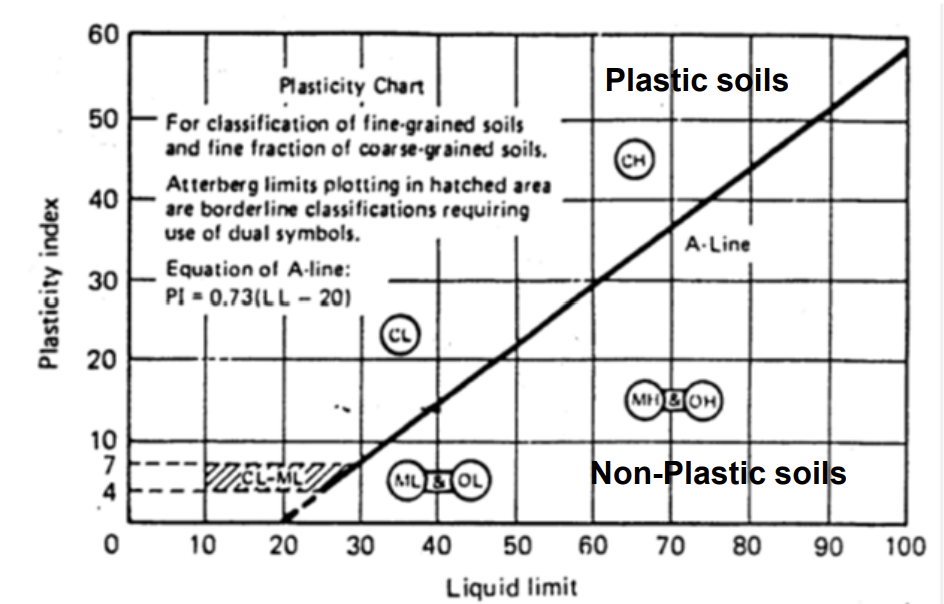 60
Plastic soils
Plasticity Chart
50
For classification of fine-grained soils
and fine fraction of coarse-grained soils.
CH
Atterberg limits plotting in hatched area
40
are borderline classifications requiring
use of dual symbols.
A-Line
Equation of A-line:
30
PI = 0.73(LL - 20)
CL
20
MH & OH
10
7
CL-ML
ML & OL
Non-Plastic soils
4
0 10 20 30 40 50 60 70 80 90 100
Liquid limit
Plasticity index